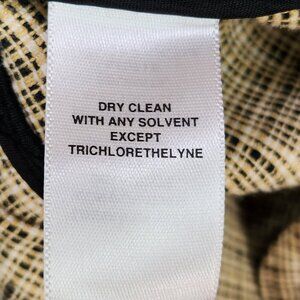 DRY CLEAN
WITH ANY SOLVENT
EXCEPT
TRICHLORETHELYNE